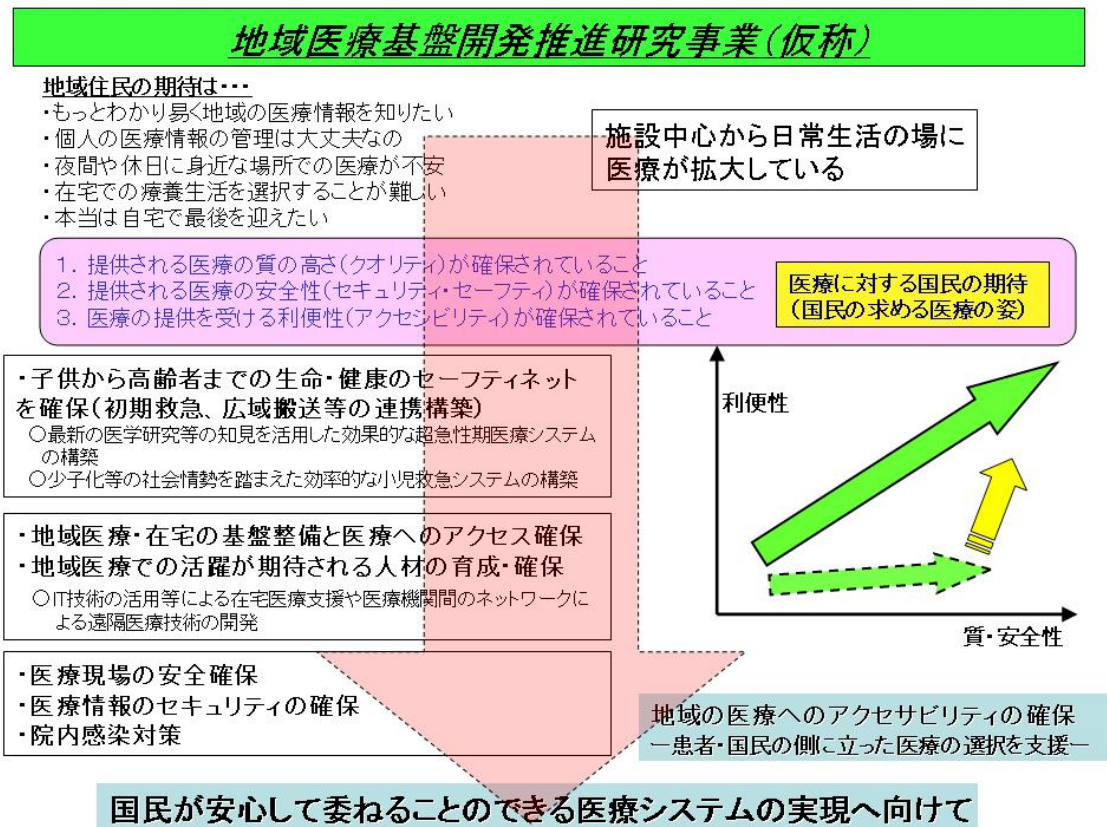 地域医療基盤開発推進研究事業（仮称）
地域住民の期待は･･･
・もっとわかり易く地域の医療情報を知りたい
・個人の医療情報の管理は大丈夫なの
・夜間や休日に身近な場所での医療が不安
・在宅での療養生活を選択することが難しい
・本当は自宅で最後を迎えたい
施設中心から日常生活の場に
医療が拡大している
1．提供される医療の質の高さ（クオリティ）が確保されていること
2．提供される医療の安全性（セキュリティ・セーフティ）が確保されていること
3．医療の提供を受ける利便性（アクセシビリティ）が確保されていること
医療に対する国民の期待
（国民の求める医療の姿）
・子供から高齢者までの生命・健康のセーフティネット
を確保（初期救急、広域搬送等の連携構築）
○最新の医学研究等の知見を活用した効果的な超急性期医療システム
の構築
○少子化等の社会情勢を踏まえた効率的な小児救急システムの構築
・地域医療・在宅の基盤整備と医療へのアクセス確保
・地域医療での活躍が期待される人材の育成・確保
○IT技術の活用等による在宅医療支援や医療機関間のネットワークに
よる遠隔医療技術の開発
・医療現場の安全確保
・医療情報のセキュリティの確保
・院内感染対策
利便性
質・安全性
地域の医療へのアクセサビリティの確保
－患者・国民の側に立った医療の選択を支援－
国民が安心して委ねることのできる医療システムの実現へ向けて